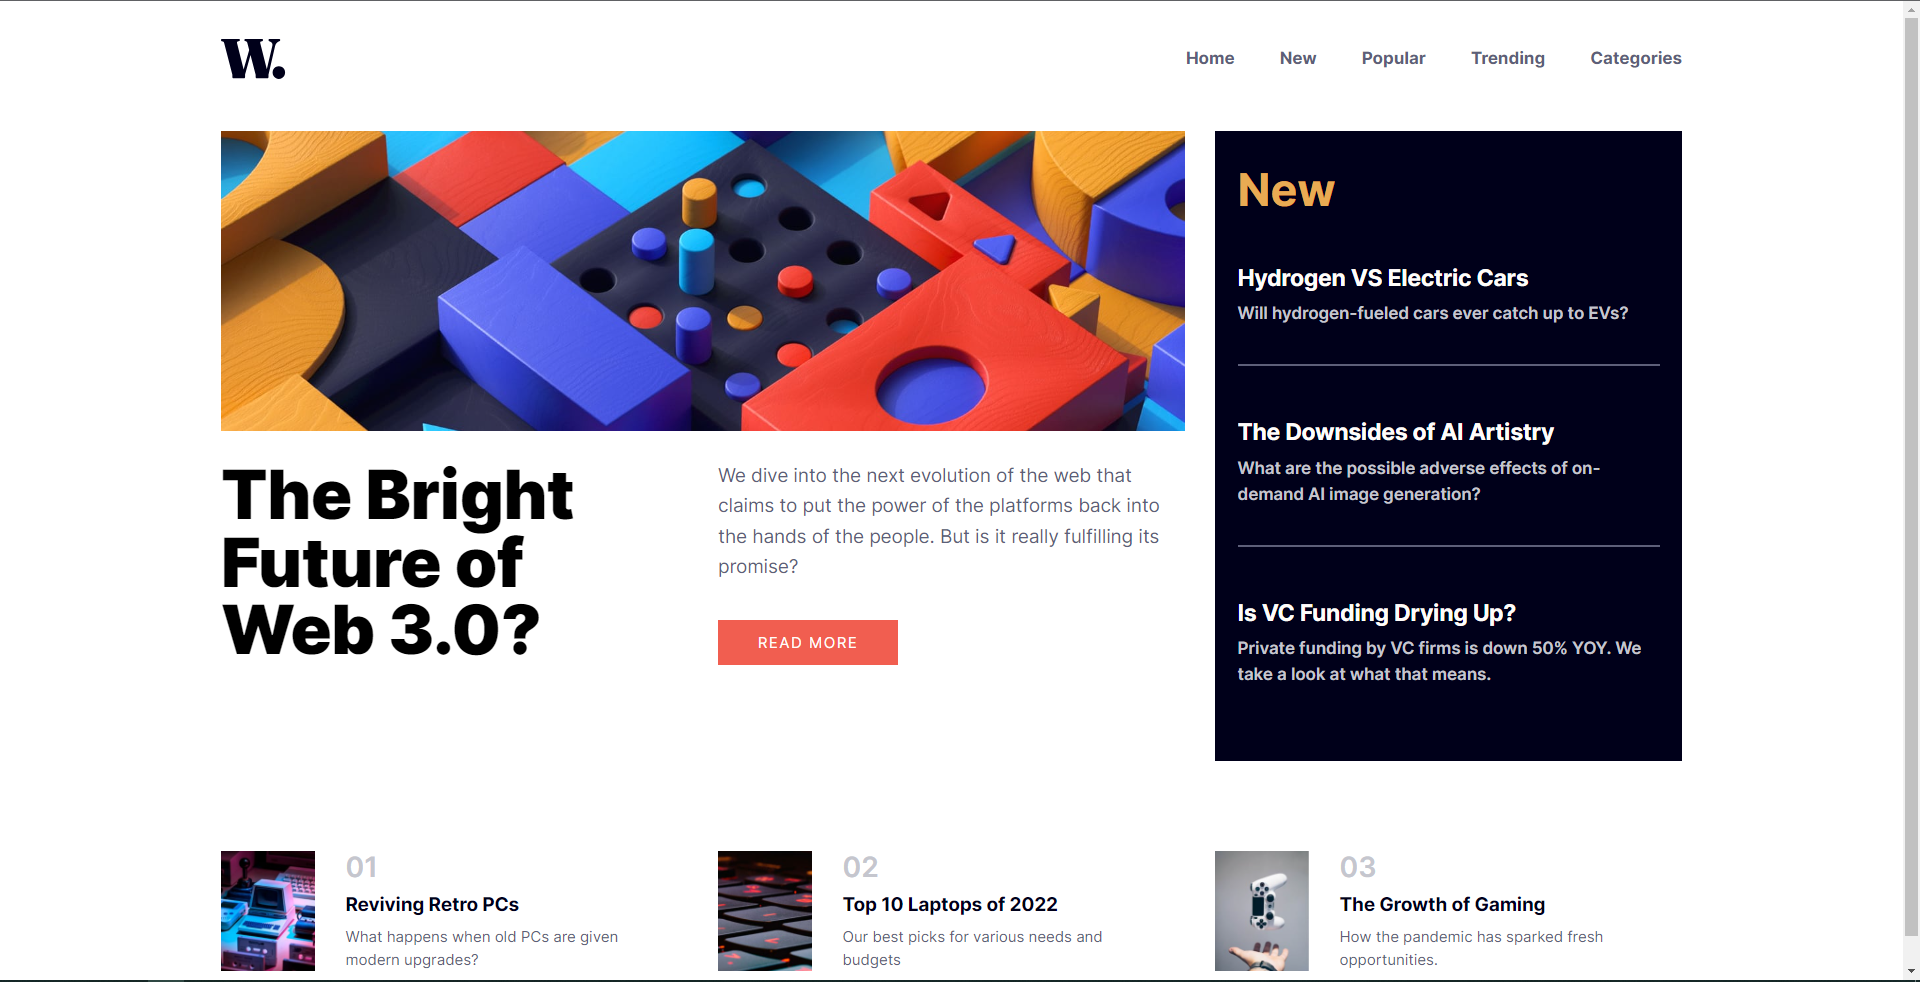 W.
Home New Popular Trending Categories
The Bright
Future of
Web 3.0?
We dive into the next evolution of the web that
claims to put the power of the platforms back into
the hands of the people. But is it really fulfilling its
promise?
READ MORE
New
Hydrogen VS Electric Cars
Will hydrogen-fueled cars ever catch up to EVs?
The Downsides of AI Artistry
What are the possible adverse effects of on-
demand AI image generation?
Is VC Funding Drying Up?
Private funding by VC firms is down 50% YOY. We
take a look at what that means.
01
Reviving Retro PCs
What happens when old PCs are given
modern upgrades?
02
Top 10 Laptops of 2022
Our best picks for various needs and
budgets
03
The Growth of Gaming
How the pandemic has sparked fresh
opportunities.